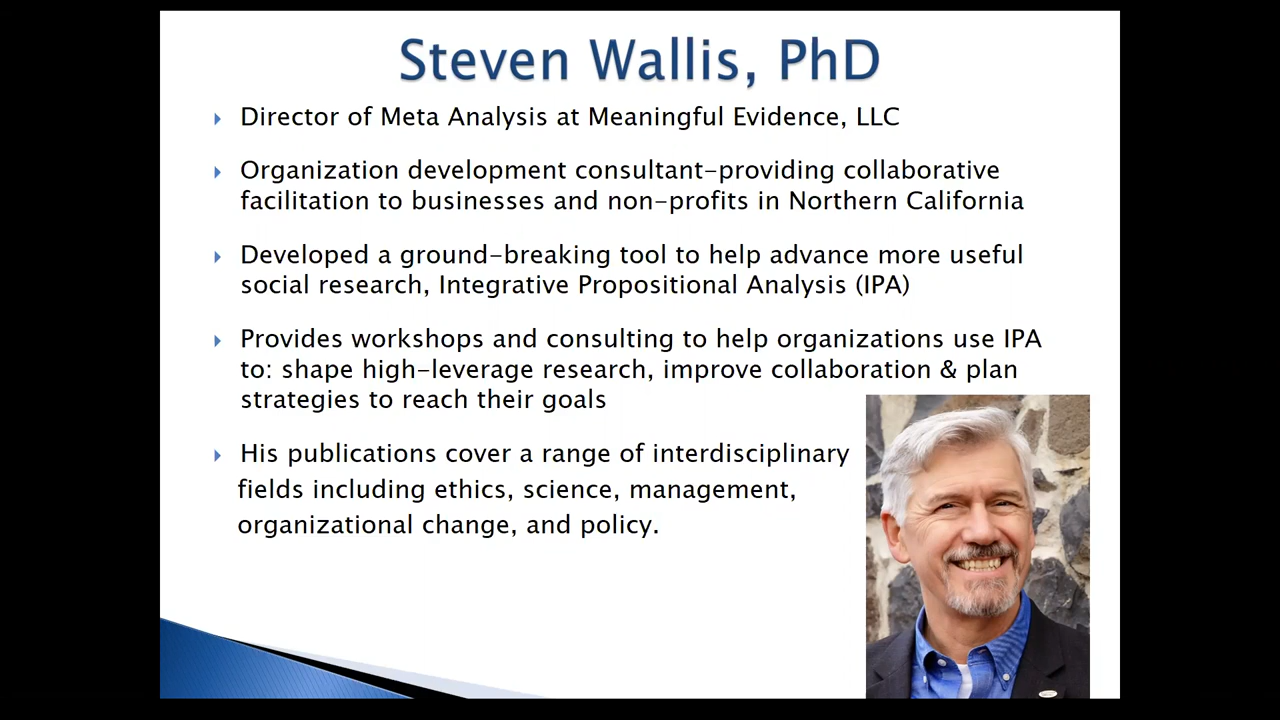 Steven Wallis, PhD
Director of Meta Analysis at Meaningful Evidence, LLC
Organization development consultant–providing collaborative
facilitation to businesses and non–profits in Northern California
Developed a ground–breaking tool to help advance more useful
social research, Integrative Propositional Analysis (IPA)
Provides workshops and consulting to help organizations use IPA
to: shape high–leverage research, improve collaboration & plan
strategies to reach their goals
His publications cover a range of interdisciplinary
fields including ethics, science, management,
organizational change, and policy.